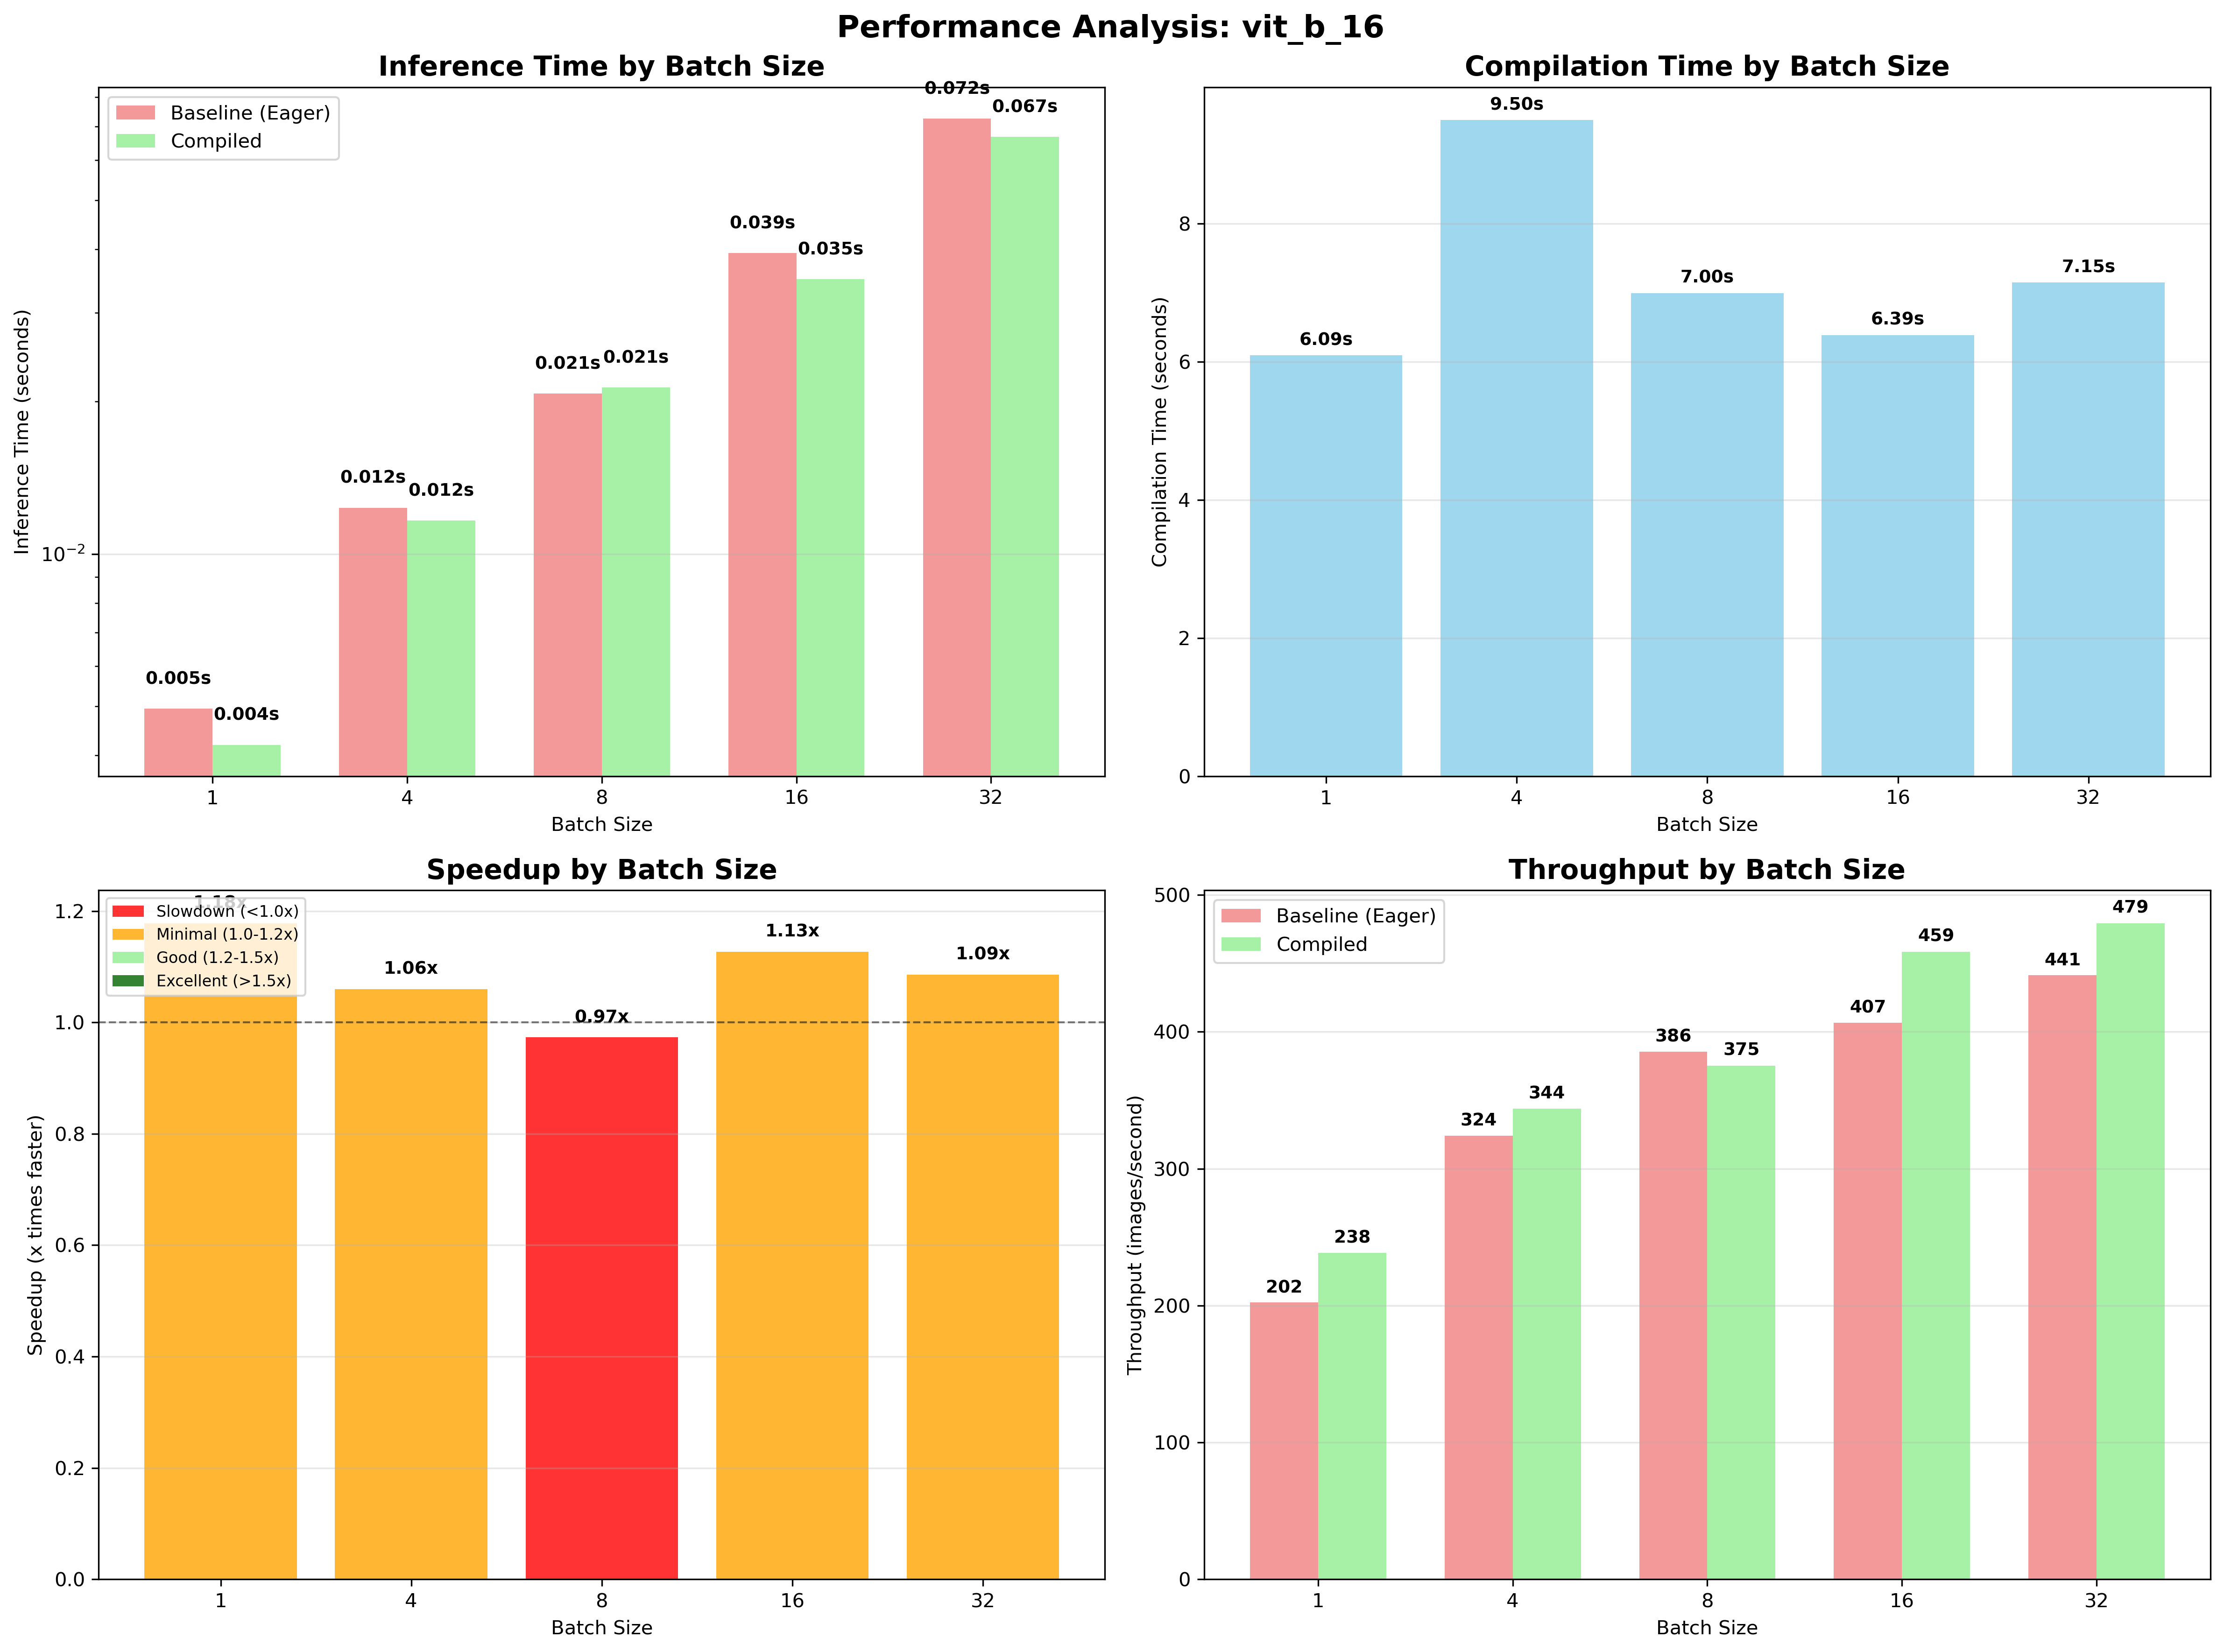 Performance Analysis: vit_b_16
Inference Time by Batch Size
Baseline (Eager)
Compiled
0.005s
0.004s
0.012s
0.012s
0.021s
0.021s
0.039s
0.035s
0.072s
0.067s
Inference Time (seconds)
10⁻²
1
4
8
16
32
Batch Size
Compilation Time by Batch Size
6.09s
9.50s
7.00s
6.39s
7.15s
Compilation Time (seconds)
8
6
4
2
0
1
4
8
16
32
Batch Size
Speedup by Batch Size
1.18x
Slowdown (<1.0x)
Minimal (1.0-1.2x)
Good (1.2-1.5x)
Excellent (>1.5x)
1.06x
0.97x
1.13x
1.09x
Speedup (x times faster)
1.2
1.0
0.8
0.6
0.4
0.2
0.0
1
4
8
16
32
Batch Size
Throughput by Batch Size
Baseline (Eager)
Compiled
202
238
324
344
386
375
407
459
441
479
Throughput (images/second)
500
400
300
200
100
0
1
4
8
16
32
Batch Size